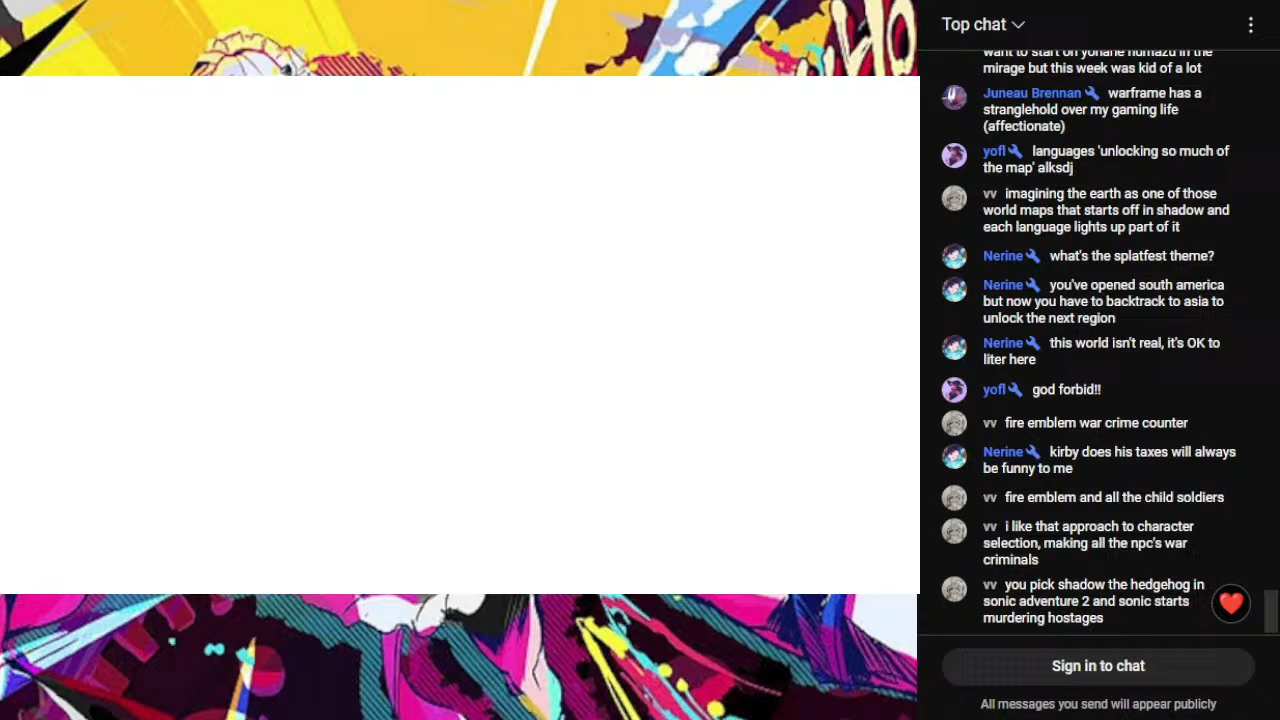 Top chat
want to start on yohane numazu in the
mirage but this week was kid of a lot
Juneau Brennan warframe has a
stranglehold over my gaming life
(affectionate)
yofl languages 'unlocking so much of
the map' alksdj
vv imagining the earth as one of those
world maps that starts off in shadow and
each language lights up part of it
Nerine what's the splatfest theme?
Nerine you've opened south america
but now you have to backtrack to asia to
unlock the next region
Nerine this world isn't real, it's OK to
liter here
yofl god forbid!!
vv fire emblem war crime counter
Nerine kirby does his taxes will always
be funny to me
vv fire emblem and all the child soldiers
vv i like that approach to character
selection, making all the npc's war
criminals
vv you pick shadow the hedgehog in
sonic adventure 2 and sonic starts
murdering hostages
Sign in to chat
All messages you send will appear publicly